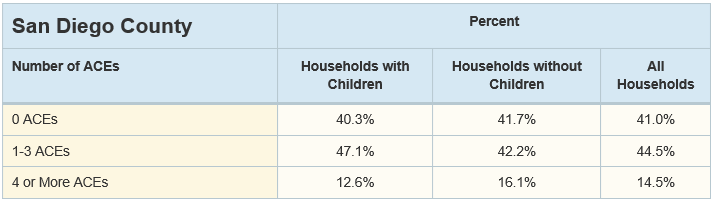 San Diego County
Percent
Number of ACEs
Households with
Children
Households without
Children
All
Households
0 ACEs 40.3% 41.7% 41.0%
1-3 ACEs 47.1% 42.2% 44.5%
4 or More ACEs 12.6% 16.1% 14.5%